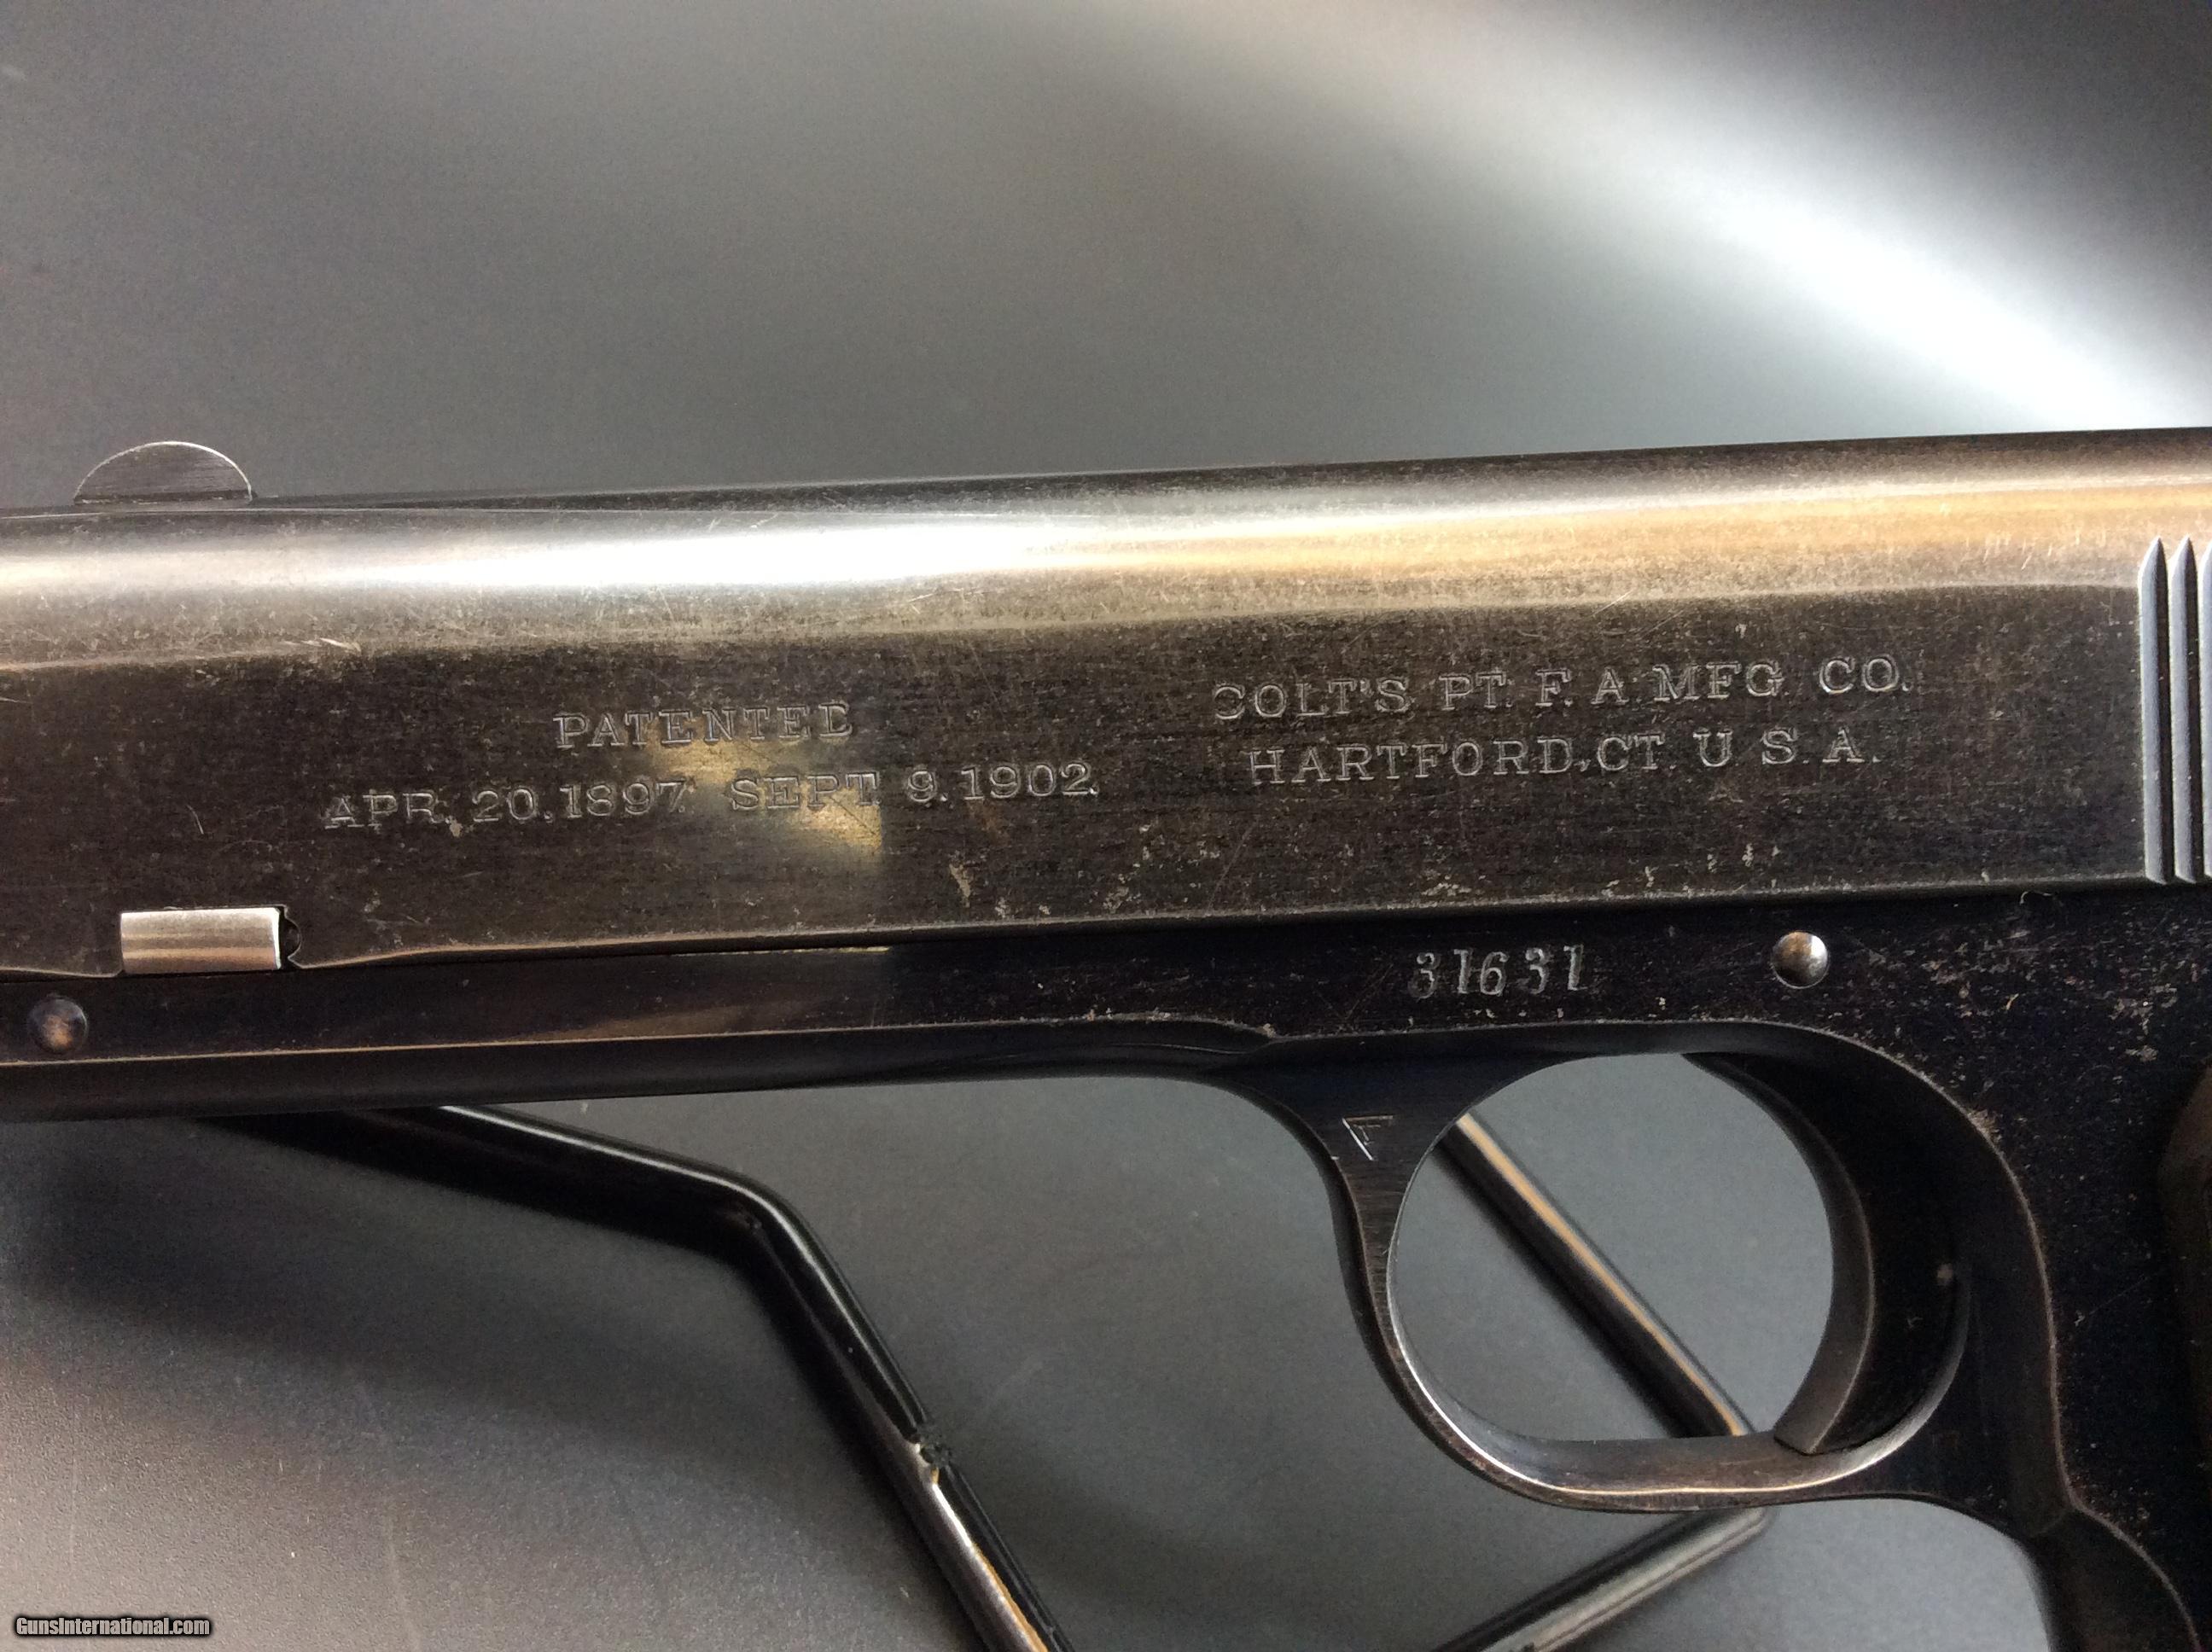 PATENTED
APR. 20.1897. SEPT. 9.1902.
COLT'S PT. F. A. MFG. CO.
HARTFORD, CT. U. S. A.
31631
GunsInternational.com